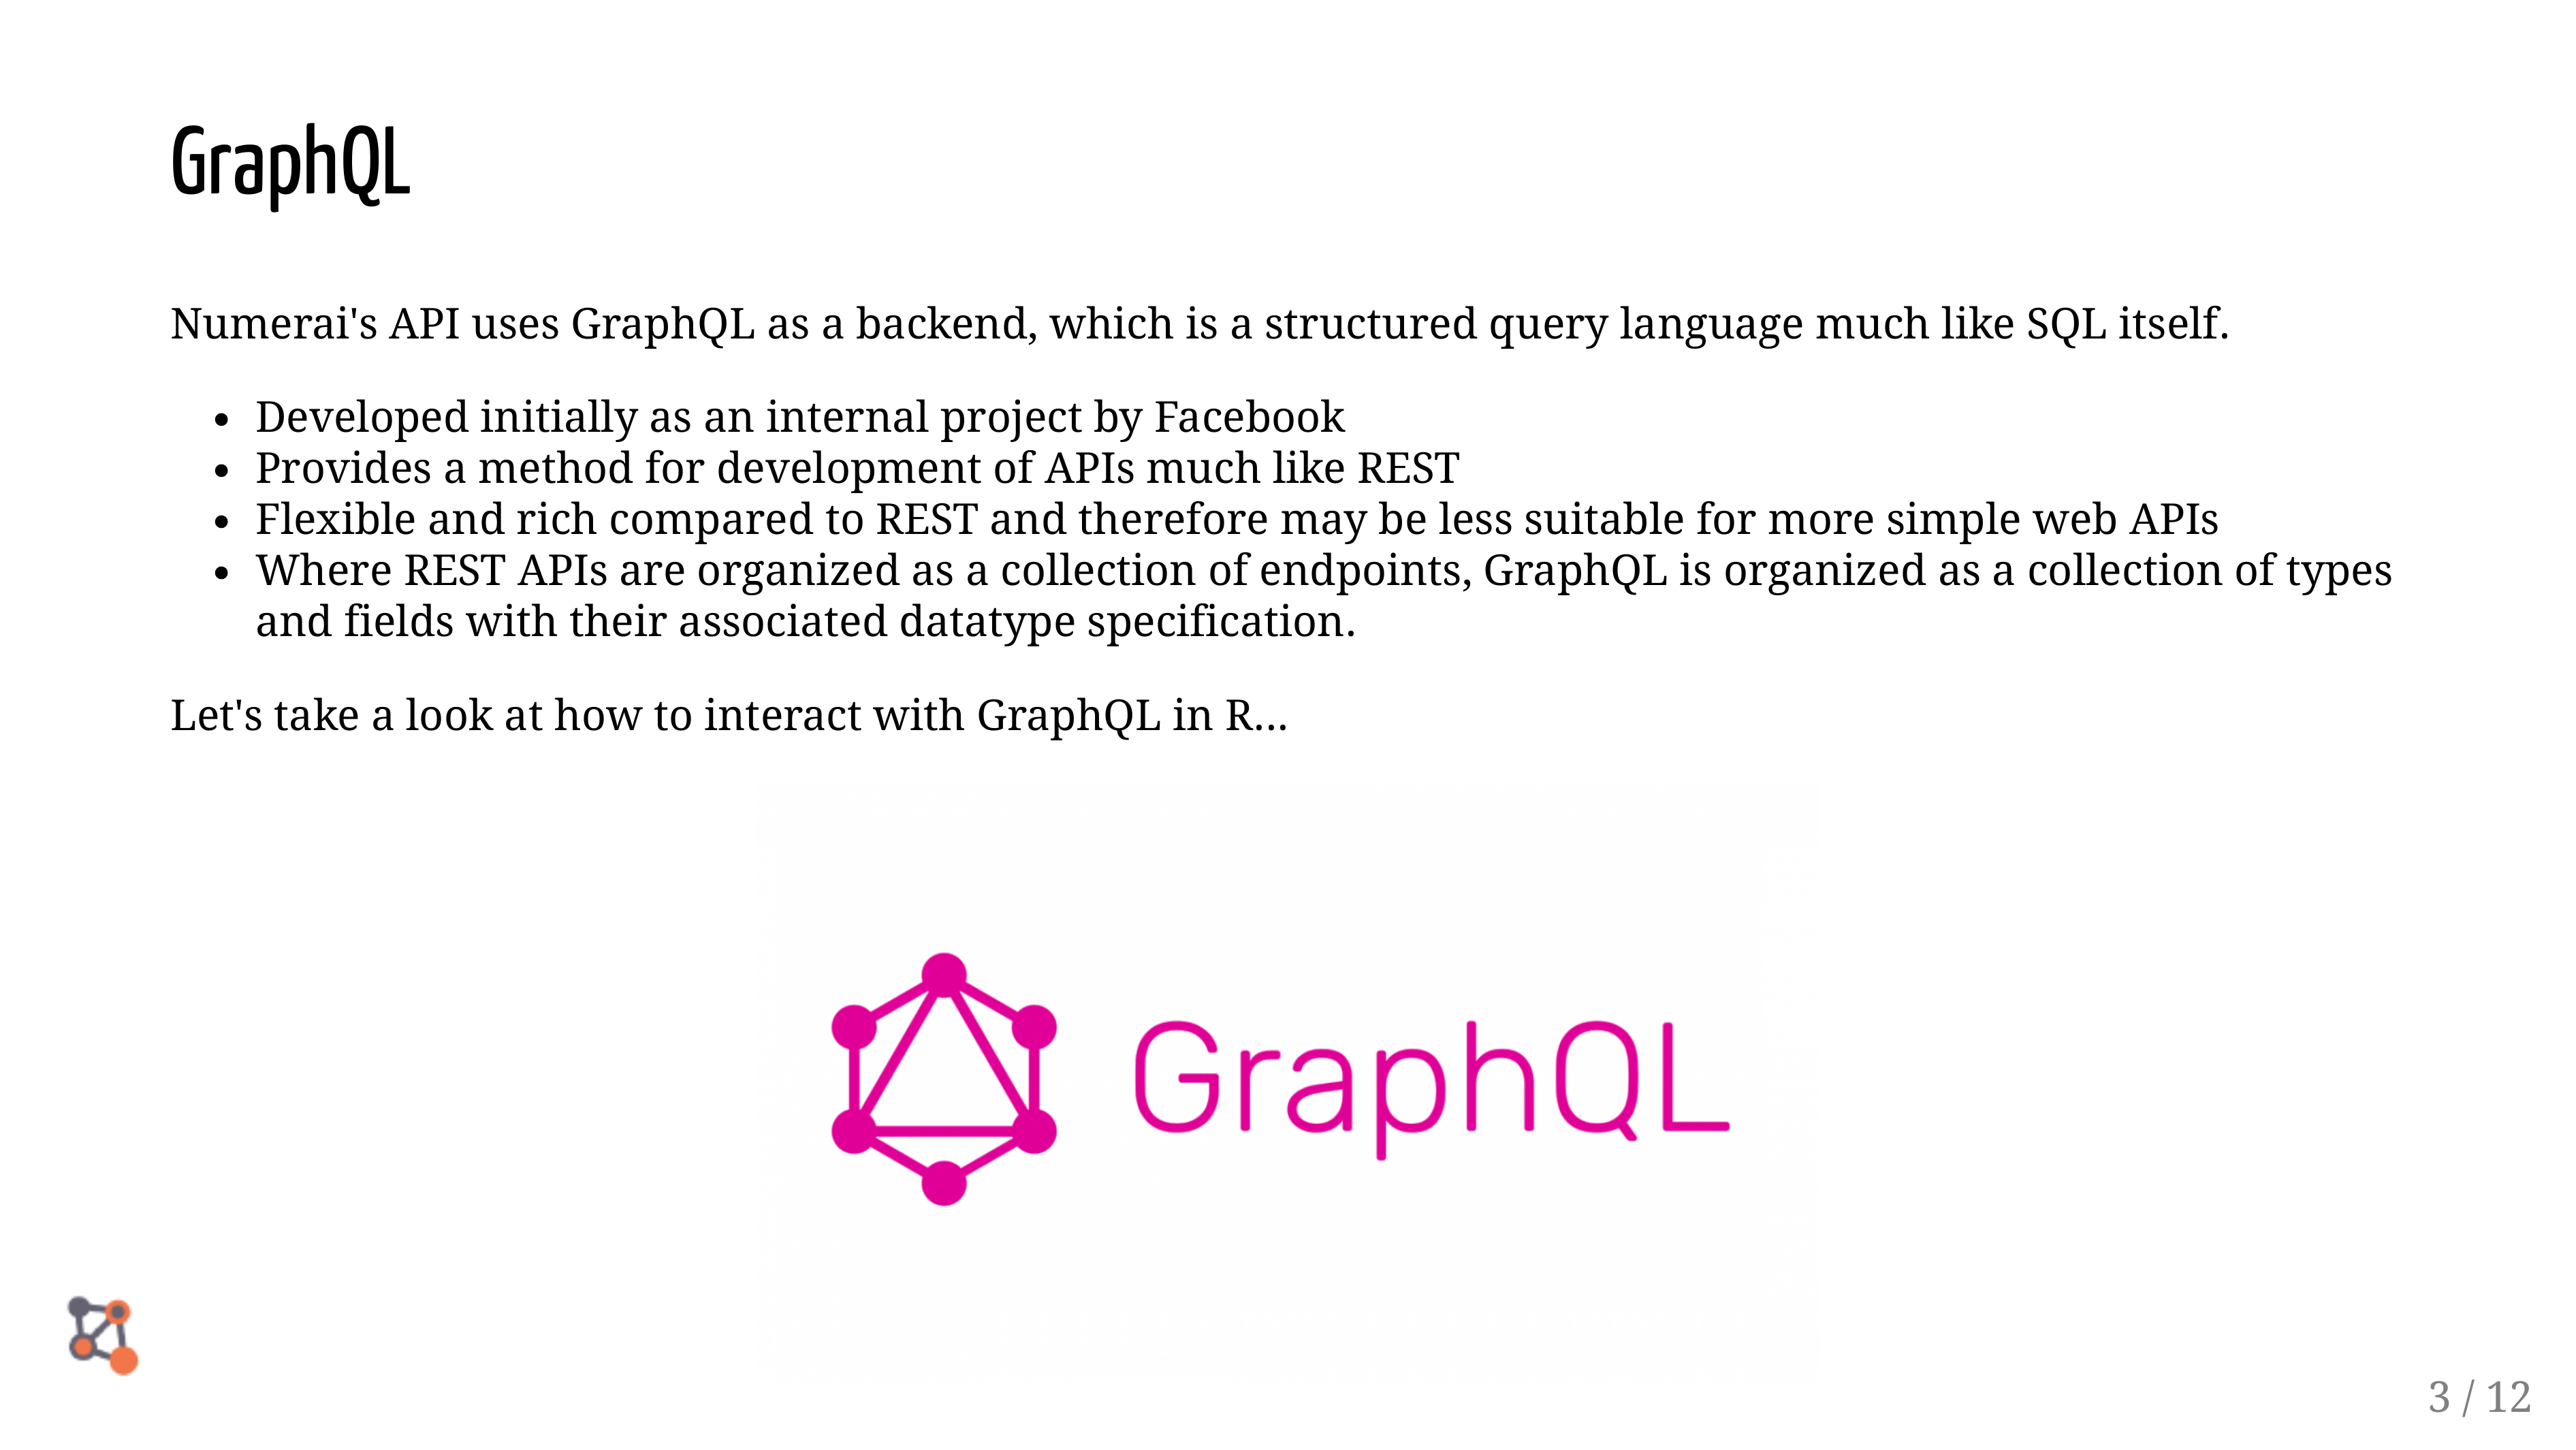 GraphQL
Numerai's API uses GraphQL as a backend, which is a structured query language much like SQL itself.
• Developed initially as an internal project by Facebook
• Provides a method for development of APIs much like REST
• Flexible and rich compared to REST and therefore may be less suitable for more simple web APIs
• Where REST APIs are organized as a collection of endpoints, GraphQL is organized as a collection of types
and fields with their associated datatype specification.
Let's take a look at how to interact with GraphQL in R...
GraphQL
3 / 12